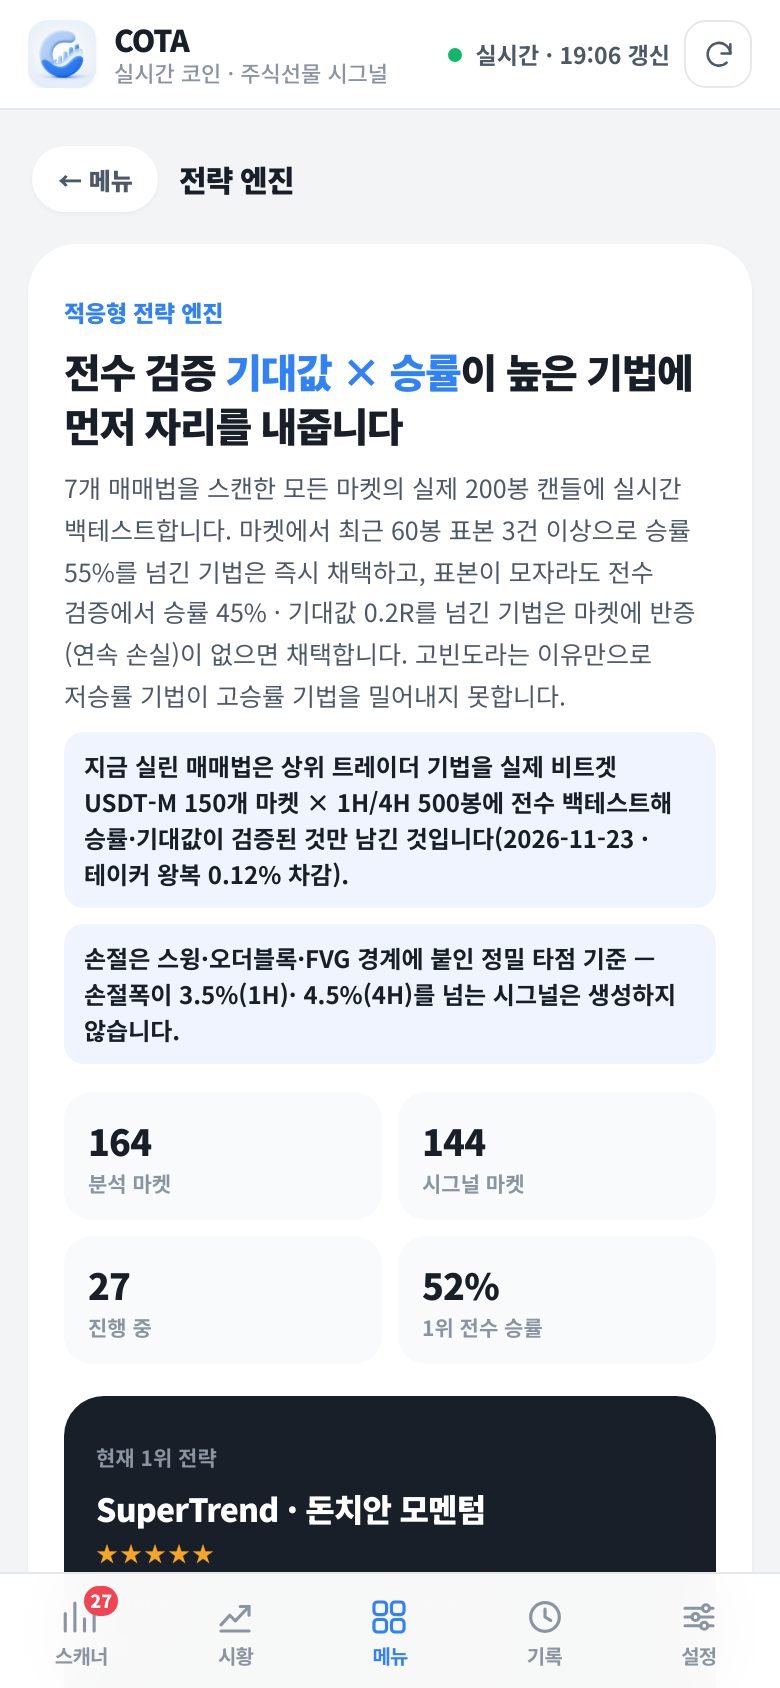 COTA
실시간 코인 · 주식선물 시그널
실시간 · 19:06 갱신
← 메뉴
전략 엔진
적응형 전략 엔진
전수 검증 기대값 × 승률이 높은 기법에
먼저 자리를 내줍니다
7개 매매법을 스캔한 모든 마켓의 실제 200봉 캔들에 실시간
백테스트합니다. 마켓에서 최근 60봉 표본 3건 이상으로 승률
55%를 넘긴 기법은 즉시 채택하고, 표본이 모자라도 전수
검증에서 승률 45% · 기대값 0.2R를 넘긴 기법은 마켓에 반증
(연속 손실)이 없으면 채택합니다. 고빈도라는 이유만으로
저승률 기법이 고승률 기법을 밀어내지 못합니다.
지금 실린 매매법은 상위 트레이더 기법을 실제 비트겟
USDT-M 150개 마켓 × 1H/4H 500봉에 전수 백테스트해
승률·기대값이 검증된 것만 남긴 것입니다(2026-11-23 ·
테이커 왕복 0.12% 차감).
손절은 스윙·오더블록·FVG 경계에 붙인 정밀 타점 기준 —
손절폭이 3.5%(1H)· 4.5%(4H)를 넘는 시그널은 생성하지
않습니다.
164
분석 마켓
144
시그널 마켓
27
진행 중
52%
1위 전수 승률
현재 1위 전략
SuperTrend · 돈치안 모멘텀
★★★★★
27
스캐너
시황
메뉴
기록
설정